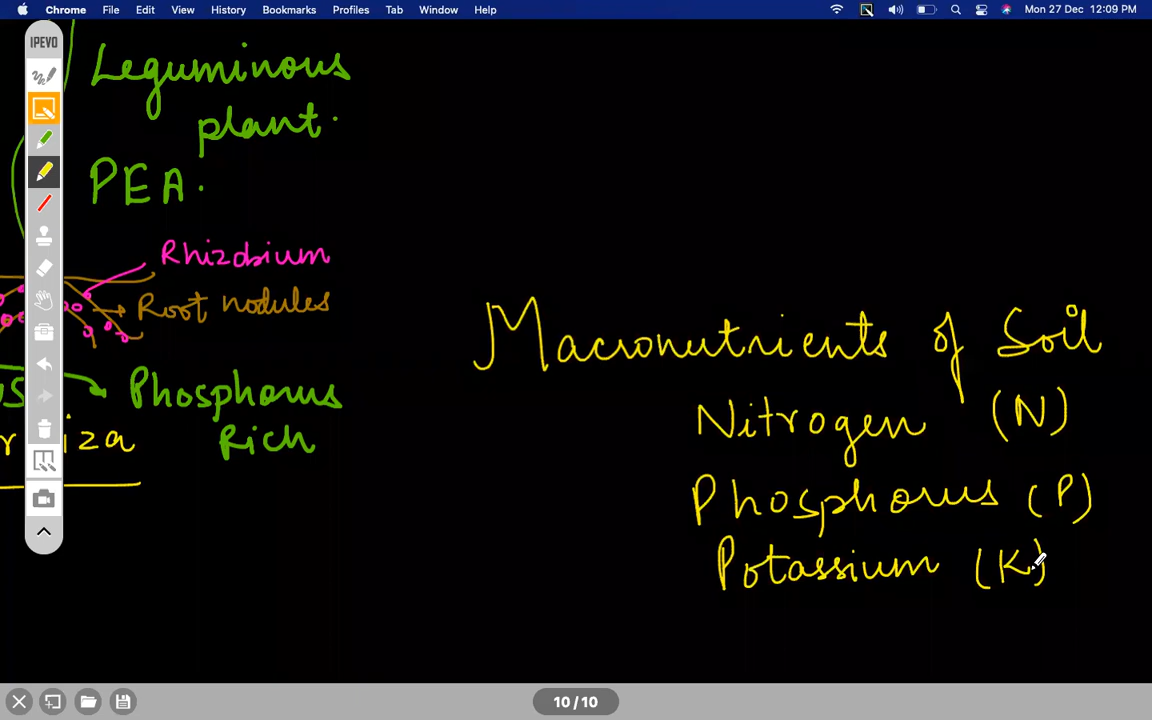 Chrome File Edit View History Bookmarks Profiles Tab Window Help Mon 27 Dec 12:09 PM
IPEVO
Leguminous
plant.
PEA.
Rhizobium
Root nodules
Phosphorus
Rich
iza
Macronutrients of Soil
Nitrogen (N)
Phosphorus (P)
Potassium (K)
10/10